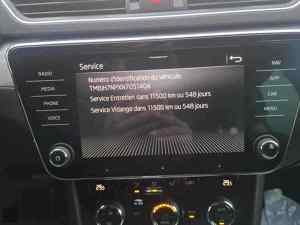 Service
Numéro d'identification du véhicule
Service Entretien dans 11500 km ou 548 jours
Service Vidange dans 11500 km ou 548 jours
RADIO
MEDIA
PHONE
VOICE
NAV
APP
CAR
MENU